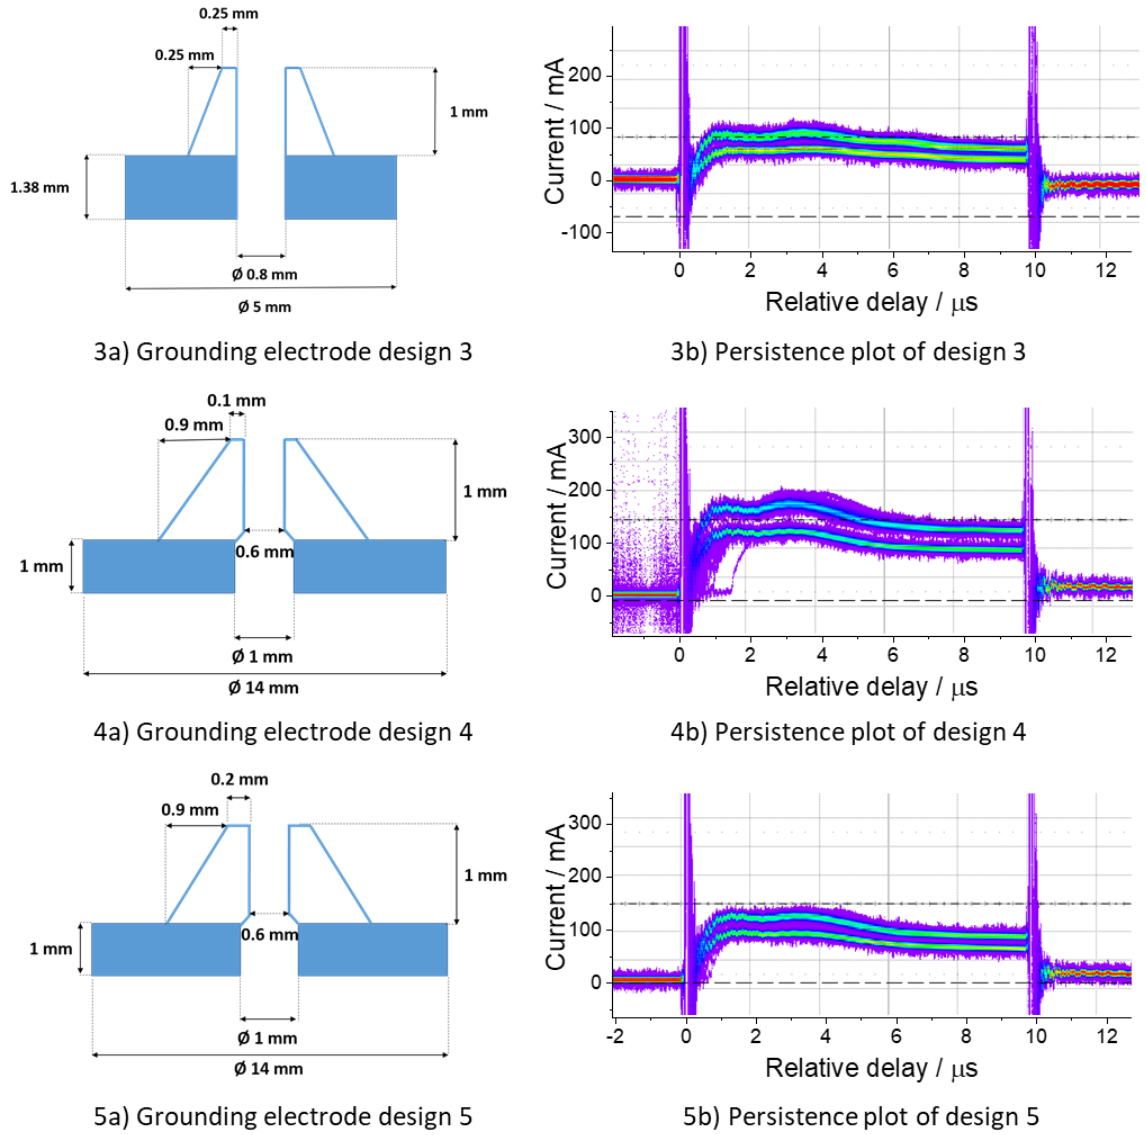 0.25 mm
0.25 mm
1 mm
1.38 mm
Ø 0.8 mm
Ø 5 mm
3a) Grounding electrode design 3
Current / mA
200
100
0
-100
0 2 4 6 8 10 12
Relative delay / μs
3b) Persistence plot of design 3
0.1 mm
0.9 mm
1 mm
0.6 mm
1 mm
Ø 1 mm
Ø 14 mm
4a) Grounding electrode design 4
Current / mA
300
200
100
0
0 2 4 6 8 10 12
Relative delay / μs
4b) Persistence plot of design 4
0.2 mm
0.9 mm
1 mm
0.6 mm
1 mm
Ø 1 mm
Ø 14 mm
5a) Grounding electrode design 5
Current / mA
300
200
100
0
-2 0 2 4 6 8 10 12
Relative delay / μs
5b) Persistence plot of design 5